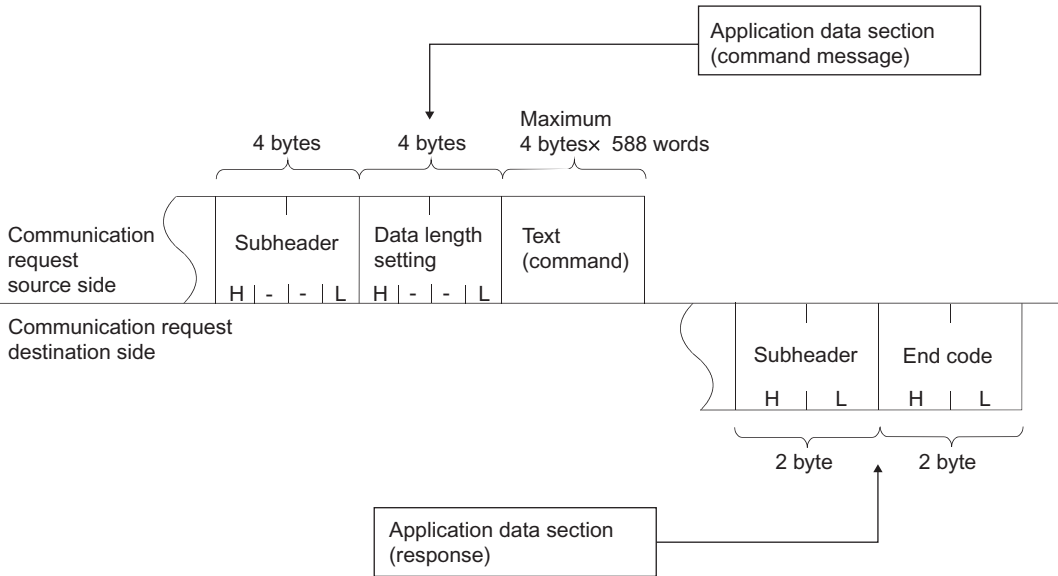 Application data section
(command message)
Maximum
4 bytes 4 bytes 4 bytes× 588 words
Communication
request
source side
Subheader
Data length
setting
Text
(command)
H - - L H - - L
Communication request
destination side
Subheader End code
H L H L
2 byte 2 byte
Application data section
(response)